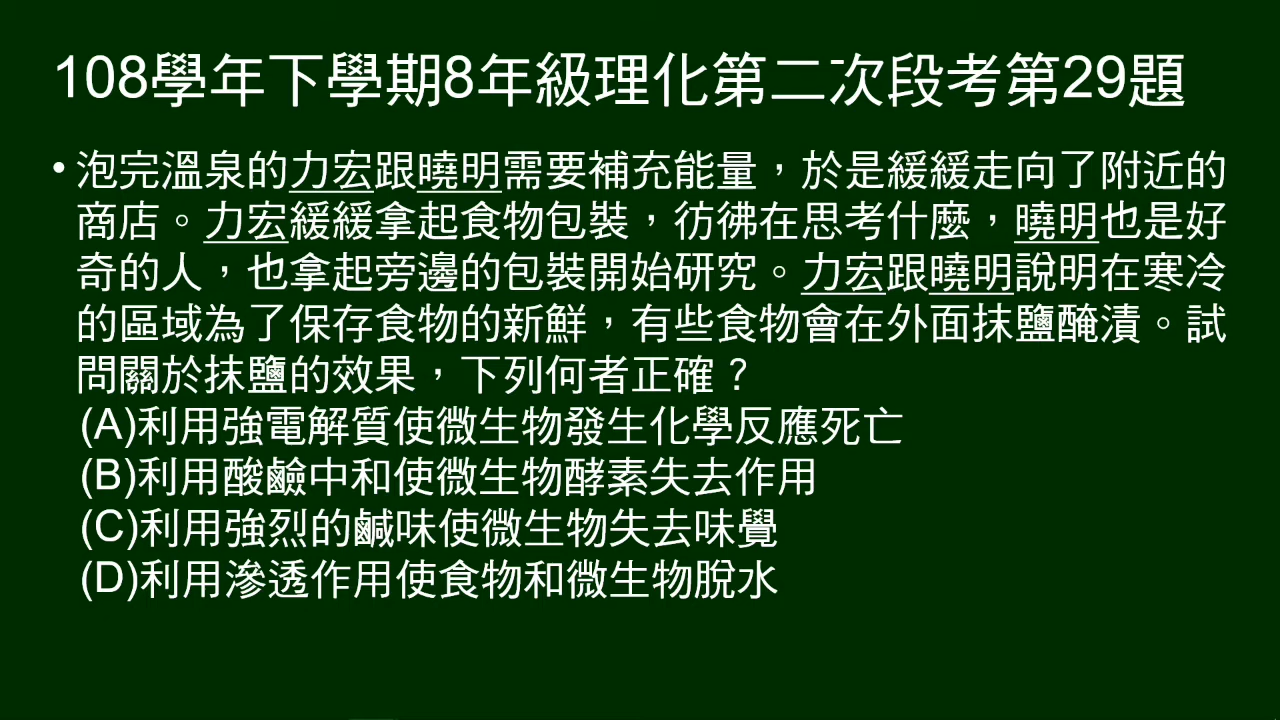 108學年下學期8年級理化第二次段考第29題
• 泡完溫泉的力宏跟曉明需要補充能量，於是緩緩走向了附近的
商店。力宏緩緩拿起食物包裝，彷彿在思考什麼，曉明也是好
奇的人，也拿起旁邊的包裝開始研究。力宏跟曉明說明在寒冷
的區域為了保存食物的新鮮，有些食物會在外面抹鹽醃漬。試
問關於抹鹽的效果，下列何者正確？
(A)利用強電解質使微生物發生化學反應死亡
(B)利用酸鹼中和使微生物酵素失去作用
(C)利用強烈的鹹味使微生物失去味覺
(D)利用滲透作用使食物和微生物脫水